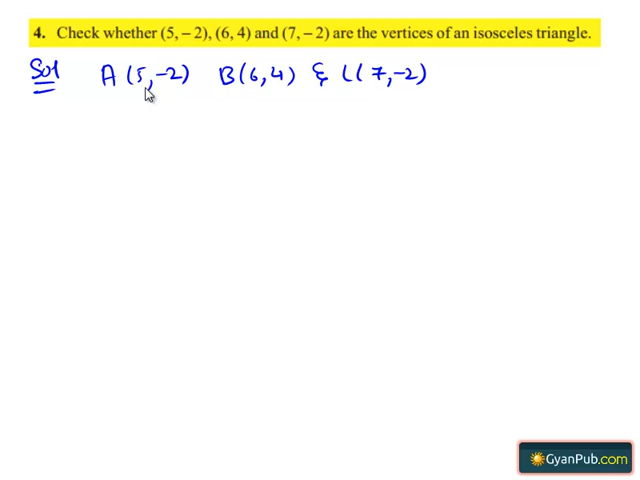 4. Check whether (5, – 2), (6, 4) and (7, – 2) are the vertices of an isosceles triangle.
Sol A (5, -2) B (6, 4) & C (7, -2)
GyanPub.com